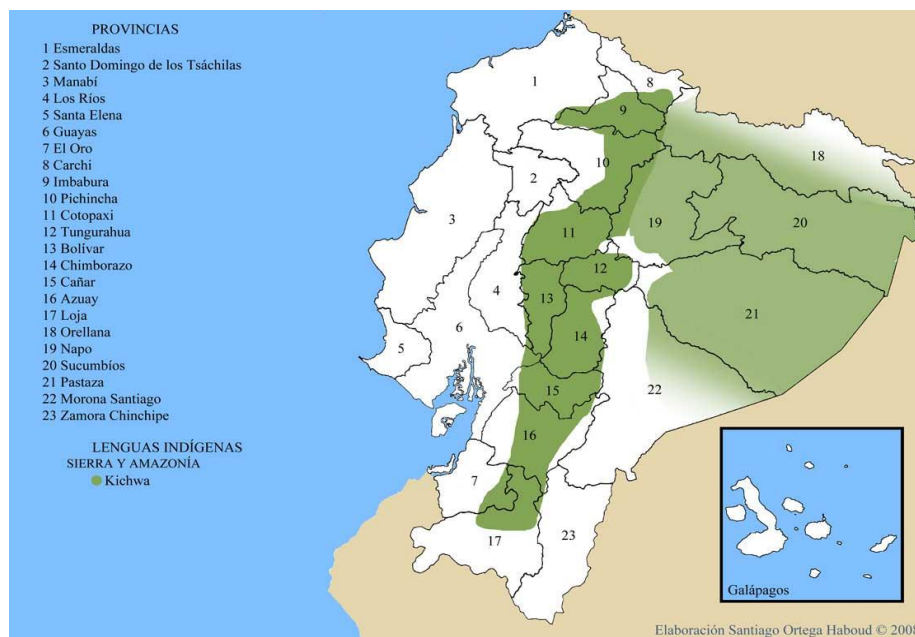 PROVINCIAS
1 Esmeraldas
2 Santo Domingo de los Tsáchilas
3 Manabí
4 Los Ríos
5 Santa Elena
6 Guayas
7 El Oro
8 Carchi
9 Imbabura
10 Pichincha
11 Cotopaxi
12 Tungurahua
13 Bolívar
14 Chimborazo
15 Cañar
16 Azuay
17 Loja
18 Orellana
19 Napo
20 Sucumbíos
21 Pastaza
22 Morona Santiago
23 Zamora Chinchipe
LENGUAS INDÍGENAS
SIERRA Y AMAZONÍA
Kichwa
1
8
9
18
10
2
3
19
20
11
12
4
13
14
21
6
5
15
22
16
7
17
23
Galápagos
Elaboración Santiago Ortega Haboud © 2008